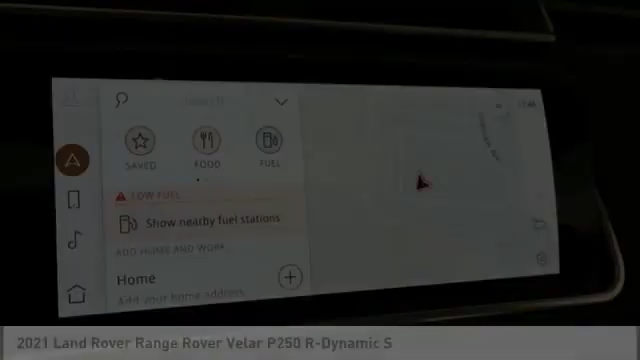 SAVED
FOOD
FUEL
LOW FUEL
Show nearby fuel stations
ADD HOME AND WORK
Home
Add your home address
2021 Land Rover Range Rover Velar P250 R-Dynamic S